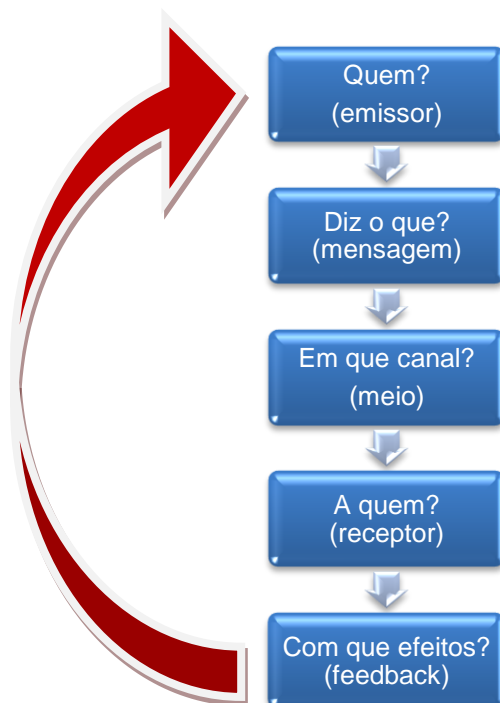 Quem?
(emissor)
Diz o que?
(mensagem)
Em que canal?
(meio)
A quem?
(receptor)
Com que efeitos?
(feedback)